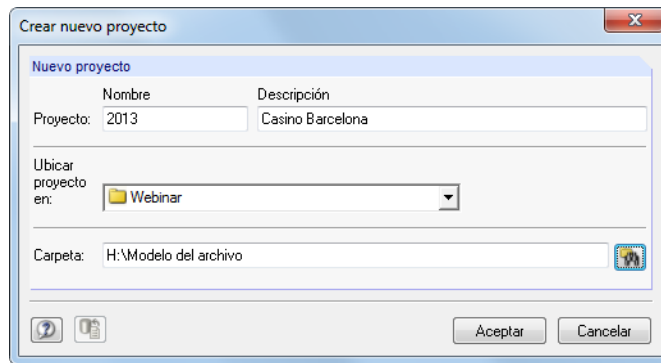 Crear nuevo proyecto
Nuevo proyecto
Nombre Descripción
Proyecto: 2013 Casino Barcelona
Ubicar
proyecto
en: Webinar
Carpeta: H:\Modelo del archivo
Aceptar Cancelar